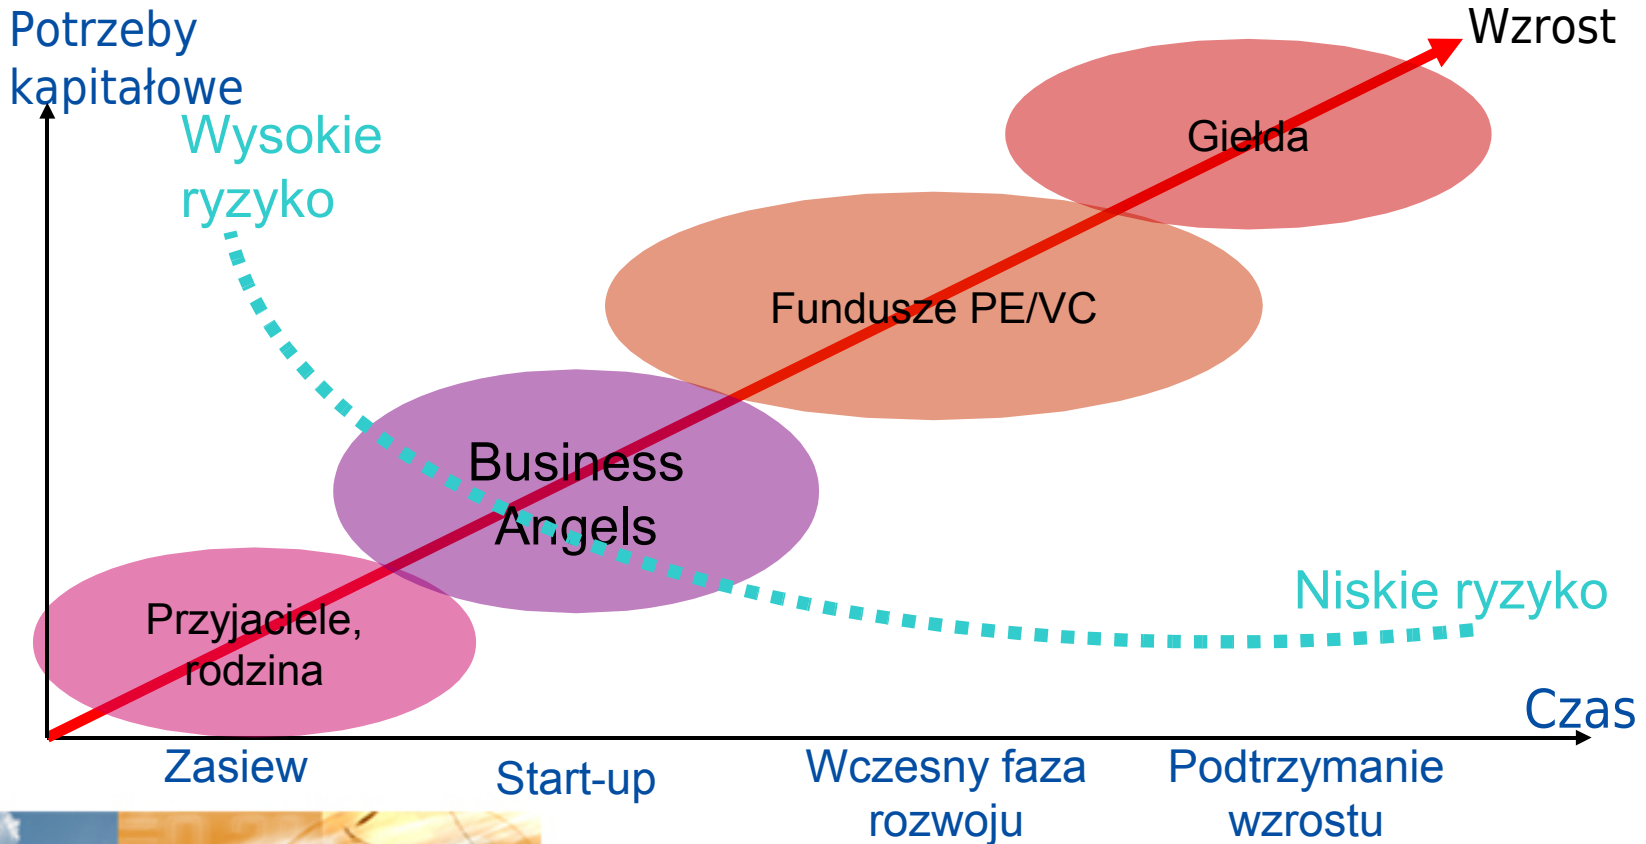 Potrzeby
kapitałowe
Wzrost
Wysokie
ryzyko
Giełda
Fundusze PE/VC
Business
Angels
Niskie ryzyko
Przyjaciele,
rodzina
Czas
Zasiew
Start-up
Wczesny faza
rozwoju
Podtrzymanie
wzrostu